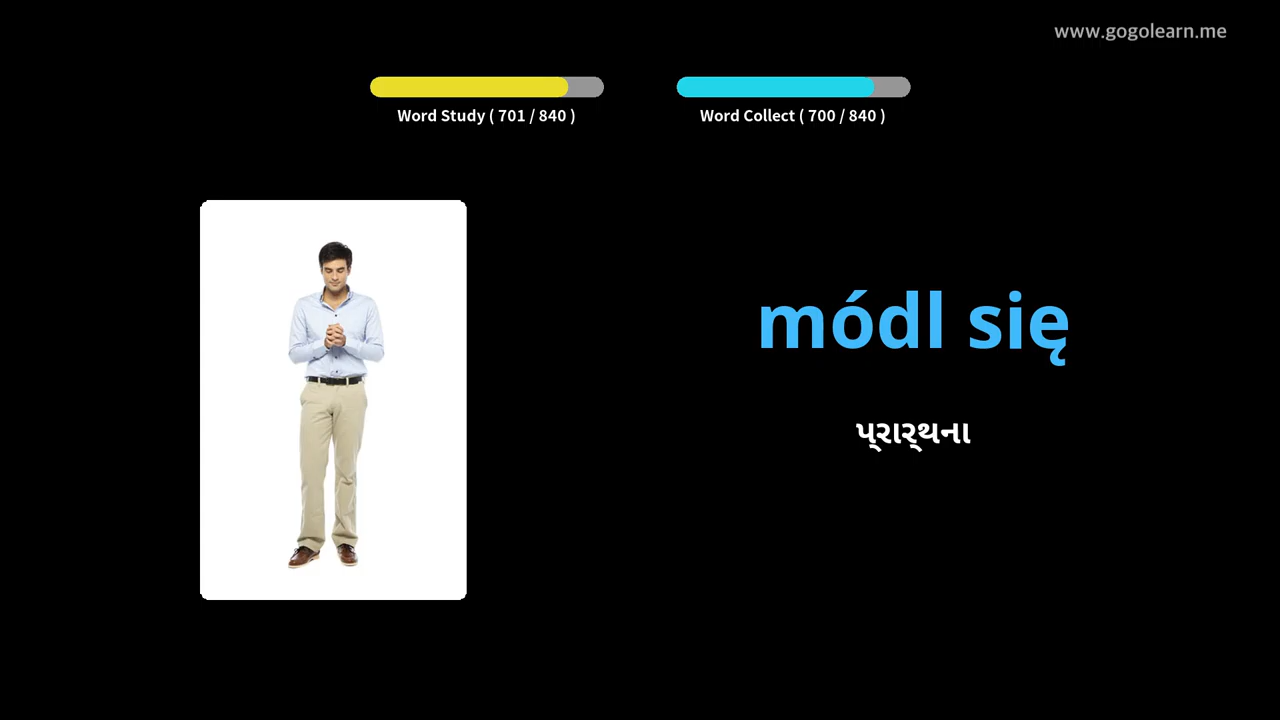 www.gogolearn.me
Word Study ( 701 / 840 )
Word Collect ( 700 / 840 )
módl się
પ્રાર્થના